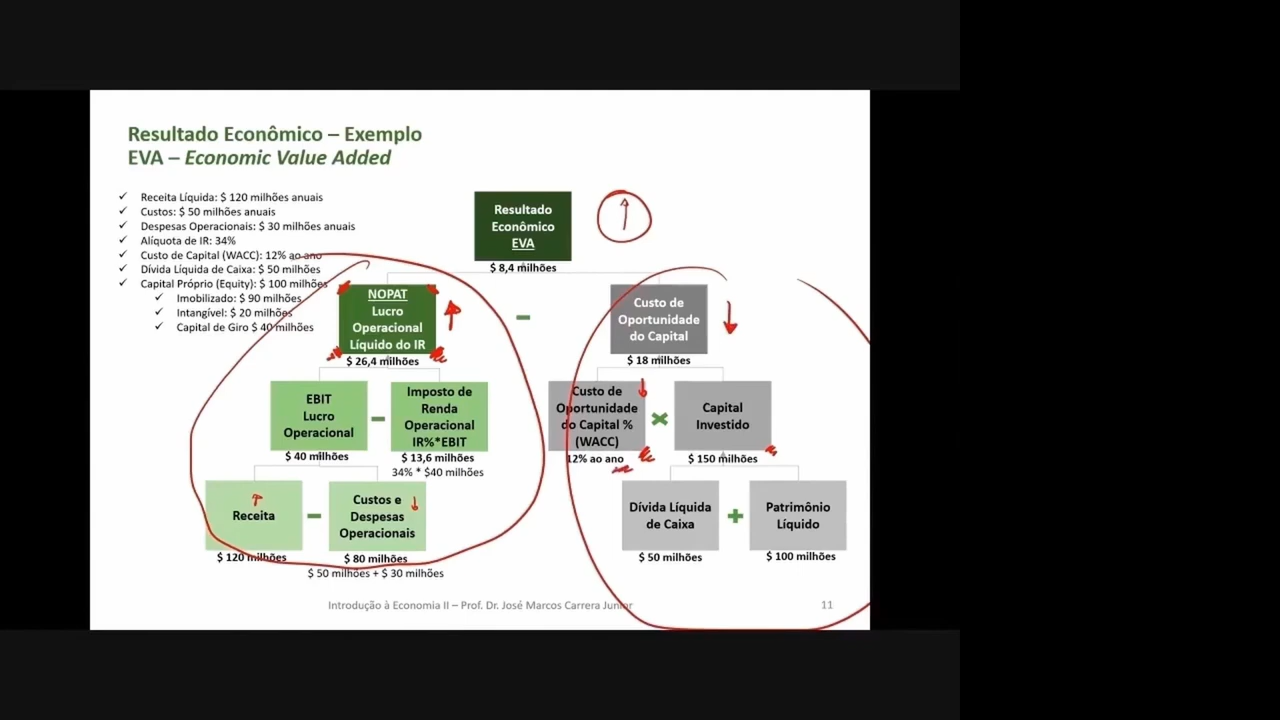 Resultado Econômico – Exemplo
EVA – Economic Value Added
Receita Líquida: $ 120 milhões anuais
Custos: $ 50 milhões anuais
Despesas Operacionais: $ 30 milhões anuais
Alíquota de IR: 34%
Custo de Capital (WACC): 12% ao ano
Dívida Líquida de Caixa: $ 50 milhões
Capital Próprio (Equity): $ 100 milhões
Imobilizado: $ 90 milhões
Intangível: $ 20 milhões
Capital de Giro $ 40 milhões
Resultado
Econômico
EVA
$ 8,4 milhões
NOPAT
Lucro
Operacional
Líquido do IR
$ 26,4 milhões
–
Custo de
Oportunidade
do Capital
$ 18 milhões
EBIT
Lucro
Operacional
$ 40 milhões
–
Imposto de
Renda
Operacional
IR%*EBIT
$ 13,6 milhões
34% * $40 milhões
Custo de
Oportunidade
do Capital %
(WACC)
12% ao ano
×
Capital
Investido
$ 150 milhões
Receita
$ 120 milhões
–
Custos e
Despesas
Operacionais
$ 80 milhões
$ 50 milhões + $ 30 milhões
Dívida Líquida
de Caixa
$ 50 milhões
+
Patrimônio
Líquido
$ 100 milhões
Introdução à Economia II – Prof. Dr. José Marcos Carrera Junior
11